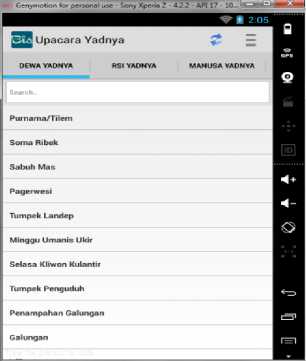 Genymotion for personal use - Sony Xperia Z - 4.2.2 - API 17 - 10...
2:05
Upacara Yadnya
DEWA YADNYA RSI YADNYA MANUSA YADNYA
Search..
Purnama/Tilem
Soma Ribek
Sabuh Mas
Pagerwesi
Tumpek Landep
Minggu Umanis Ukir
Selasa Kliwon Kulantir
Tumpek Penguduh
Penampahan Galungan
Galungan
GPS
ID